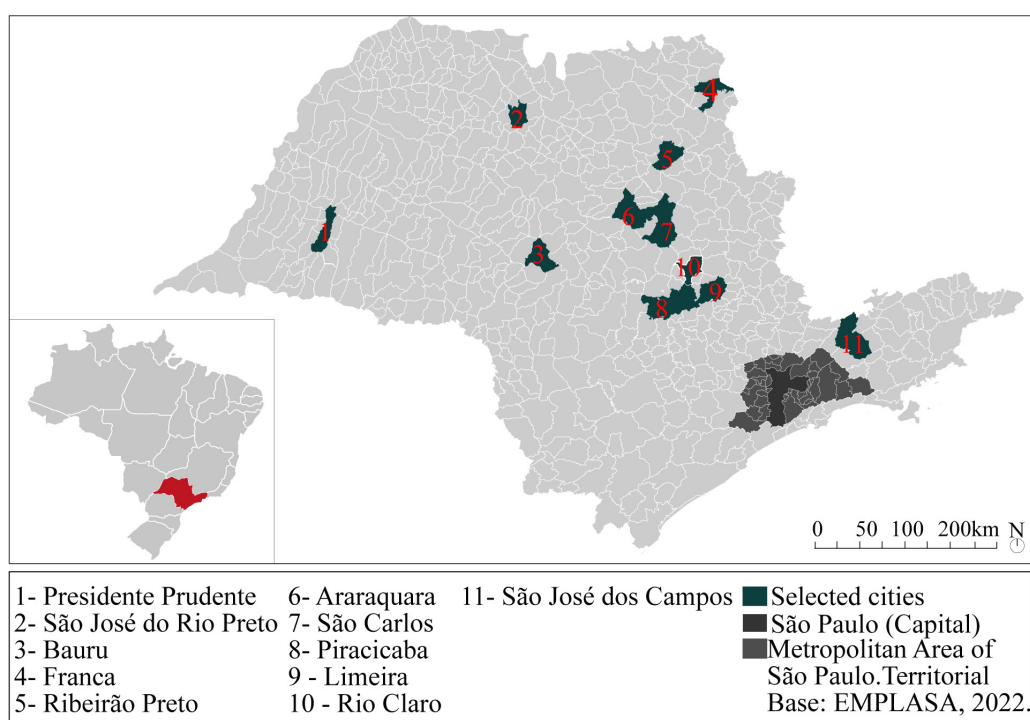 4
2
5
1
6
7
3
10
9
8
11
0 50 100 200km N
1- Presidente Prudente
2- São José do Rio Preto
3- Bauru
4- Franca
5- Ribeirão Preto
6- Araraquara
7- São Carlos
8- Piracicaba
9 - Limeira
10 - Rio Claro
11- São José dos Campos
Selected cities
São Paulo (Capital)
Metropolitan Area of
São Paulo.Territorial
Base: EMPLASA, 2022.